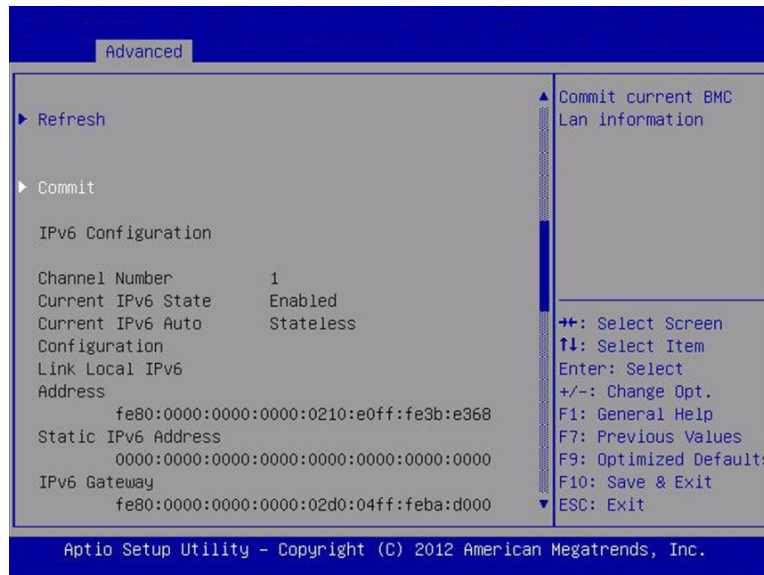 Advanced
Refresh
Commit
IPv6 Configuration
Channel Number 1
Current IPv6 State Enabled
Current IPv6 Auto Stateless
Configuration
Link Local IPv6
Address
fe80:0000:0000:0000:0210:e0ff:fe3b:e368
Static IPv6 Address
0000:0000:0000:0000:0000:0000:0000:0000
IPv6 Gateway
fe80:0000:0000:0000:02d0:04ff:feba:d000
Commit current BMC
Lan information
→←: Select Screen
↑↓: Select Item
Enter: Select
+/-: Change Opt.
F1: General Help
F7: Previous Values
F9: Optimized Defaults
F10: Save & Exit
ESC: Exit
Aptio Setup Utility - Copyright (C) 2012 American Megatrends, Inc.